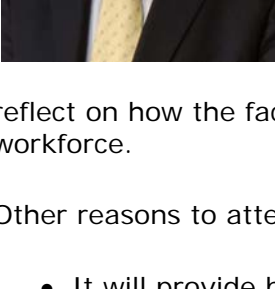 reflect on how the fac
workforce.
Other reasons to atte
• It will provide b